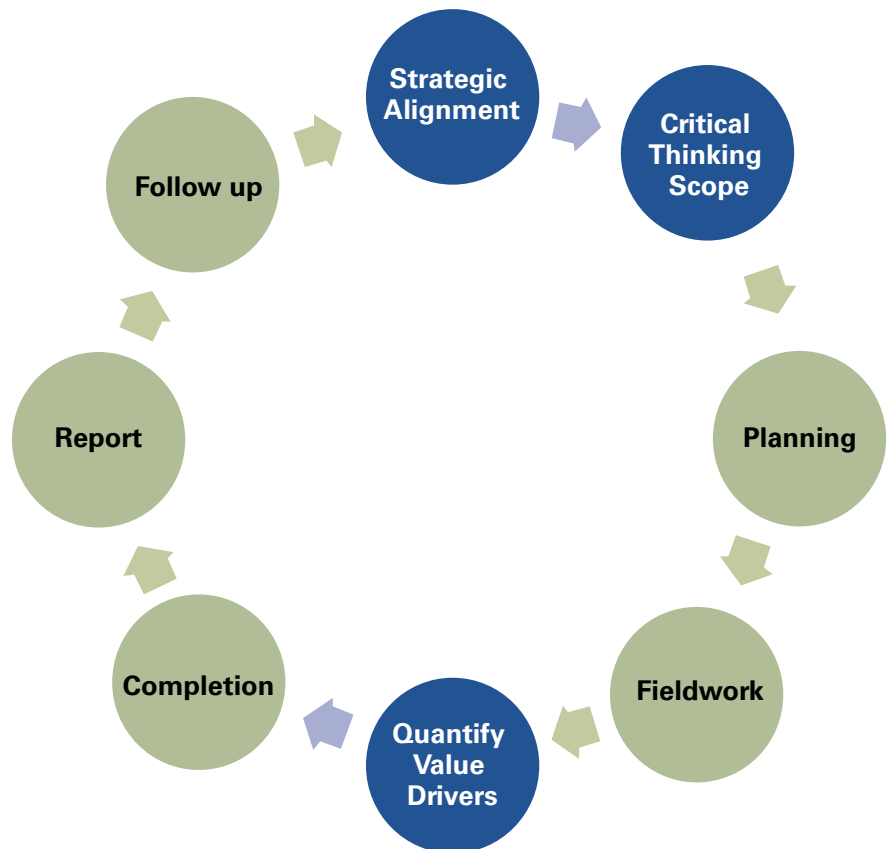 Strategic
Alignment
Critical
Thinking
Scope
Planning
Fieldwork
Quantify
Value
Drivers
Completion
Report
Follow up